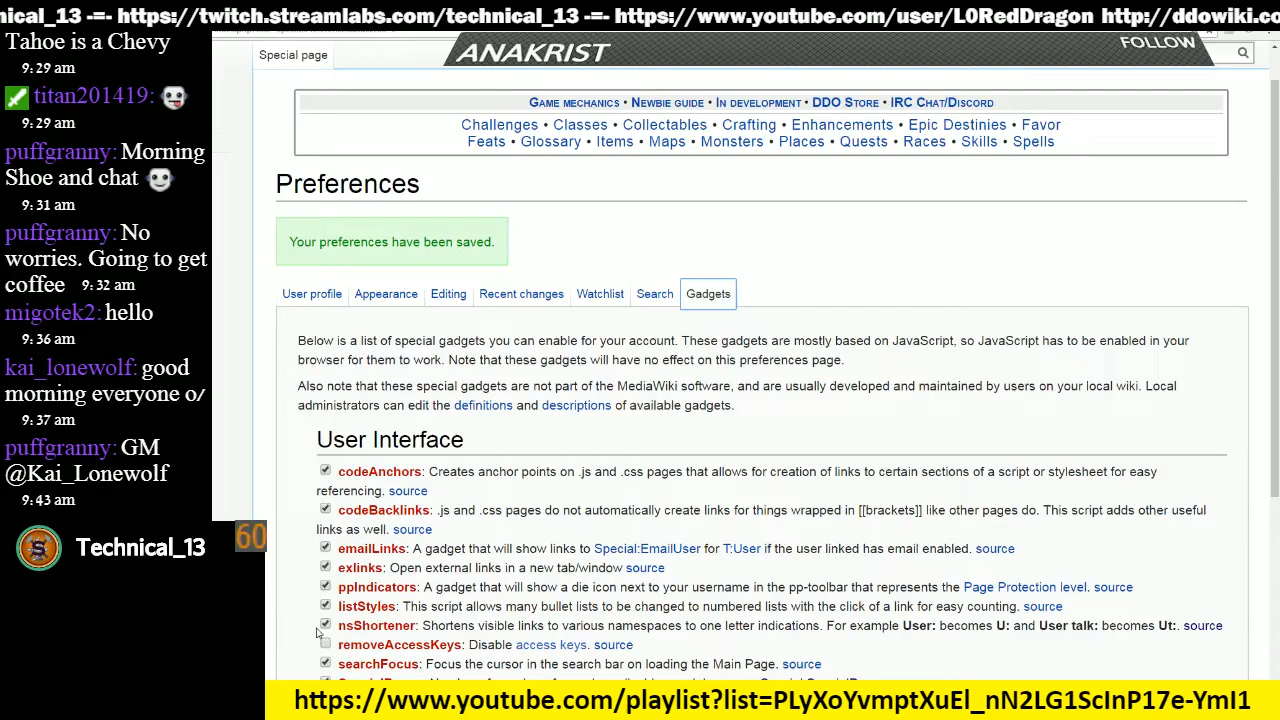 nical_13 -=- https://twitch.streamlabs.com/technical_13 -=- https://www.youtube.com/user/L0RedDragon http://ddowiki.co
Tahoe is a Chevy
9:29 am
titan201419:
9:29 am
puffgranny: Morning
Shoe and chat
9:31 am
puffgranny: No
worries. Going to get
coffee 9:32 am
migotek2: hello
9:36 am
kai_lonewolf: good
morning everyone o/
9:37 am
puffgranny: GM
@Kai_Lonewolf
9:43 am
Technical_13
60
Special page
ANAKRIST
FOLLOW
Game mechanics • Newbie guide • In development • DDO Store • IRC Chat/Discord
Challenges • Classes • Collectables • Crafting • Enhancements • Epic Destinies • Favor
Feats • Glossary • Items • Maps • Monsters • Places • Quests • Races • Skills • Spells
Preferences
Your preferences have been saved.
User profile Appearance Editing Recent changes Watchlist Search Gadgets
Below is a list of special gadgets you can enable for your account. These gadgets are mostly based on JavaScript, so JavaScript has to be enabled in your
browser for them to work. Note that these gadgets will have no effect on this preferences page.
Also note that these special gadgets are not part of the MediaWiki software, and are usually developed and maintained by users on your local wiki. Local
administrators can edit the definitions and descriptions of available gadgets.
User Interface
codeAnchors: Creates anchor points on .js and .css pages that allows for creation of links to certain sections of a script or stylesheet for easy
referencing. source
codeBacklinks: .js and .css pages do not automatically create links for things wrapped in [[brackets]] like other pages do. This script adds other useful
links as well. source
emailLinks: A gadget that will show links to Special:EmailUser for T:User if the user linked has email enabled. source
exlinks: Open external links in a new tab/window source
ppIndicators: A gadget that will show a die icon next to your username in the pp-toolbar that represents the Page Protection level. source
listStyles: This script allows many bullet lists to be changed to numbered lists with the click of a link for easy counting. source
nsShortener: Shortens visible links to various namespaces to one letter indications. For example User: becomes U: and User talk: becomes Ut:. source
removeAccessKeys: Disable access keys. source
searchFocus: Focus the cursor in the search bar on loading the Main Page. source
https://www.youtube.com/playlist?list=PLyXoYvmptXuEl_nN2LG1ScInP17e-YmI1